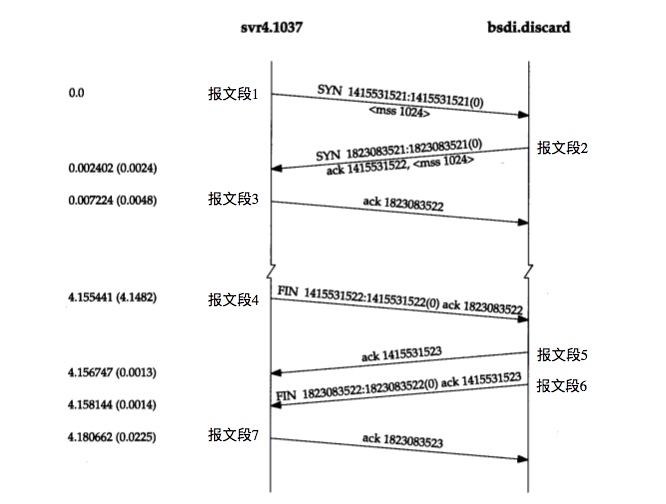 svr4.1037 bsdi.discard
0.0 报文段1 SYN 1415531521:1415531521(0)
<mss 1024>
SYN 1823083521:1823083521(0) 报文段2
0.002402 (0.0024) ack 1415531522, <mss 1024>
0.007224 (0.0048) 报文段3 ack 1823083522
4.155441 (4.1482) 报文段4 FIN 1415531522:1415531522(0) ack 1823083522
ack 1415531523 报文段5
4.156747 (0.0013)
FIN 1823083522:1823083522(0) ack 1415531523 报文段6
4.158144 (0.0014)
4.180662 (0.0225) 报文段7 ack 1823083523